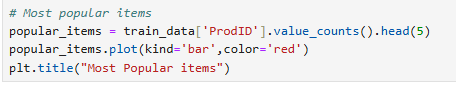 # Most popular items
popular_items = train_data['ProdID'].value_counts().head(5)
popular_items.plot(kind='bar',color='red')
plt.title("Most Popular items")